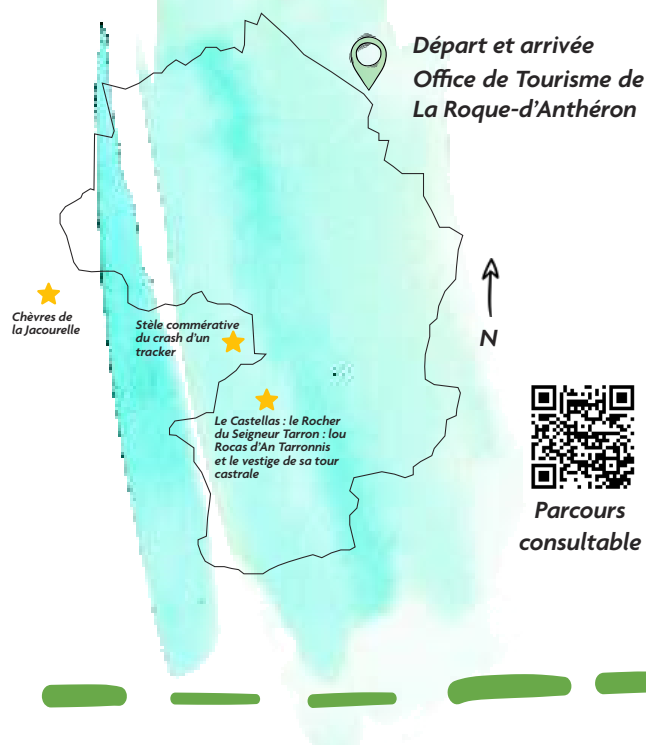 Départ et arrivée
Office de Tourisme de
La Roque-d'Anthéron
Chèvres de
la Jacourelle
Stèle commérative
du crash d'un
tracker
N
Le Castellas : le Rocher
du Seigneur Tarron : lou
Rocas d'An Tarronnis
et le vestige de sa tour
castrale
Parcours
consultable